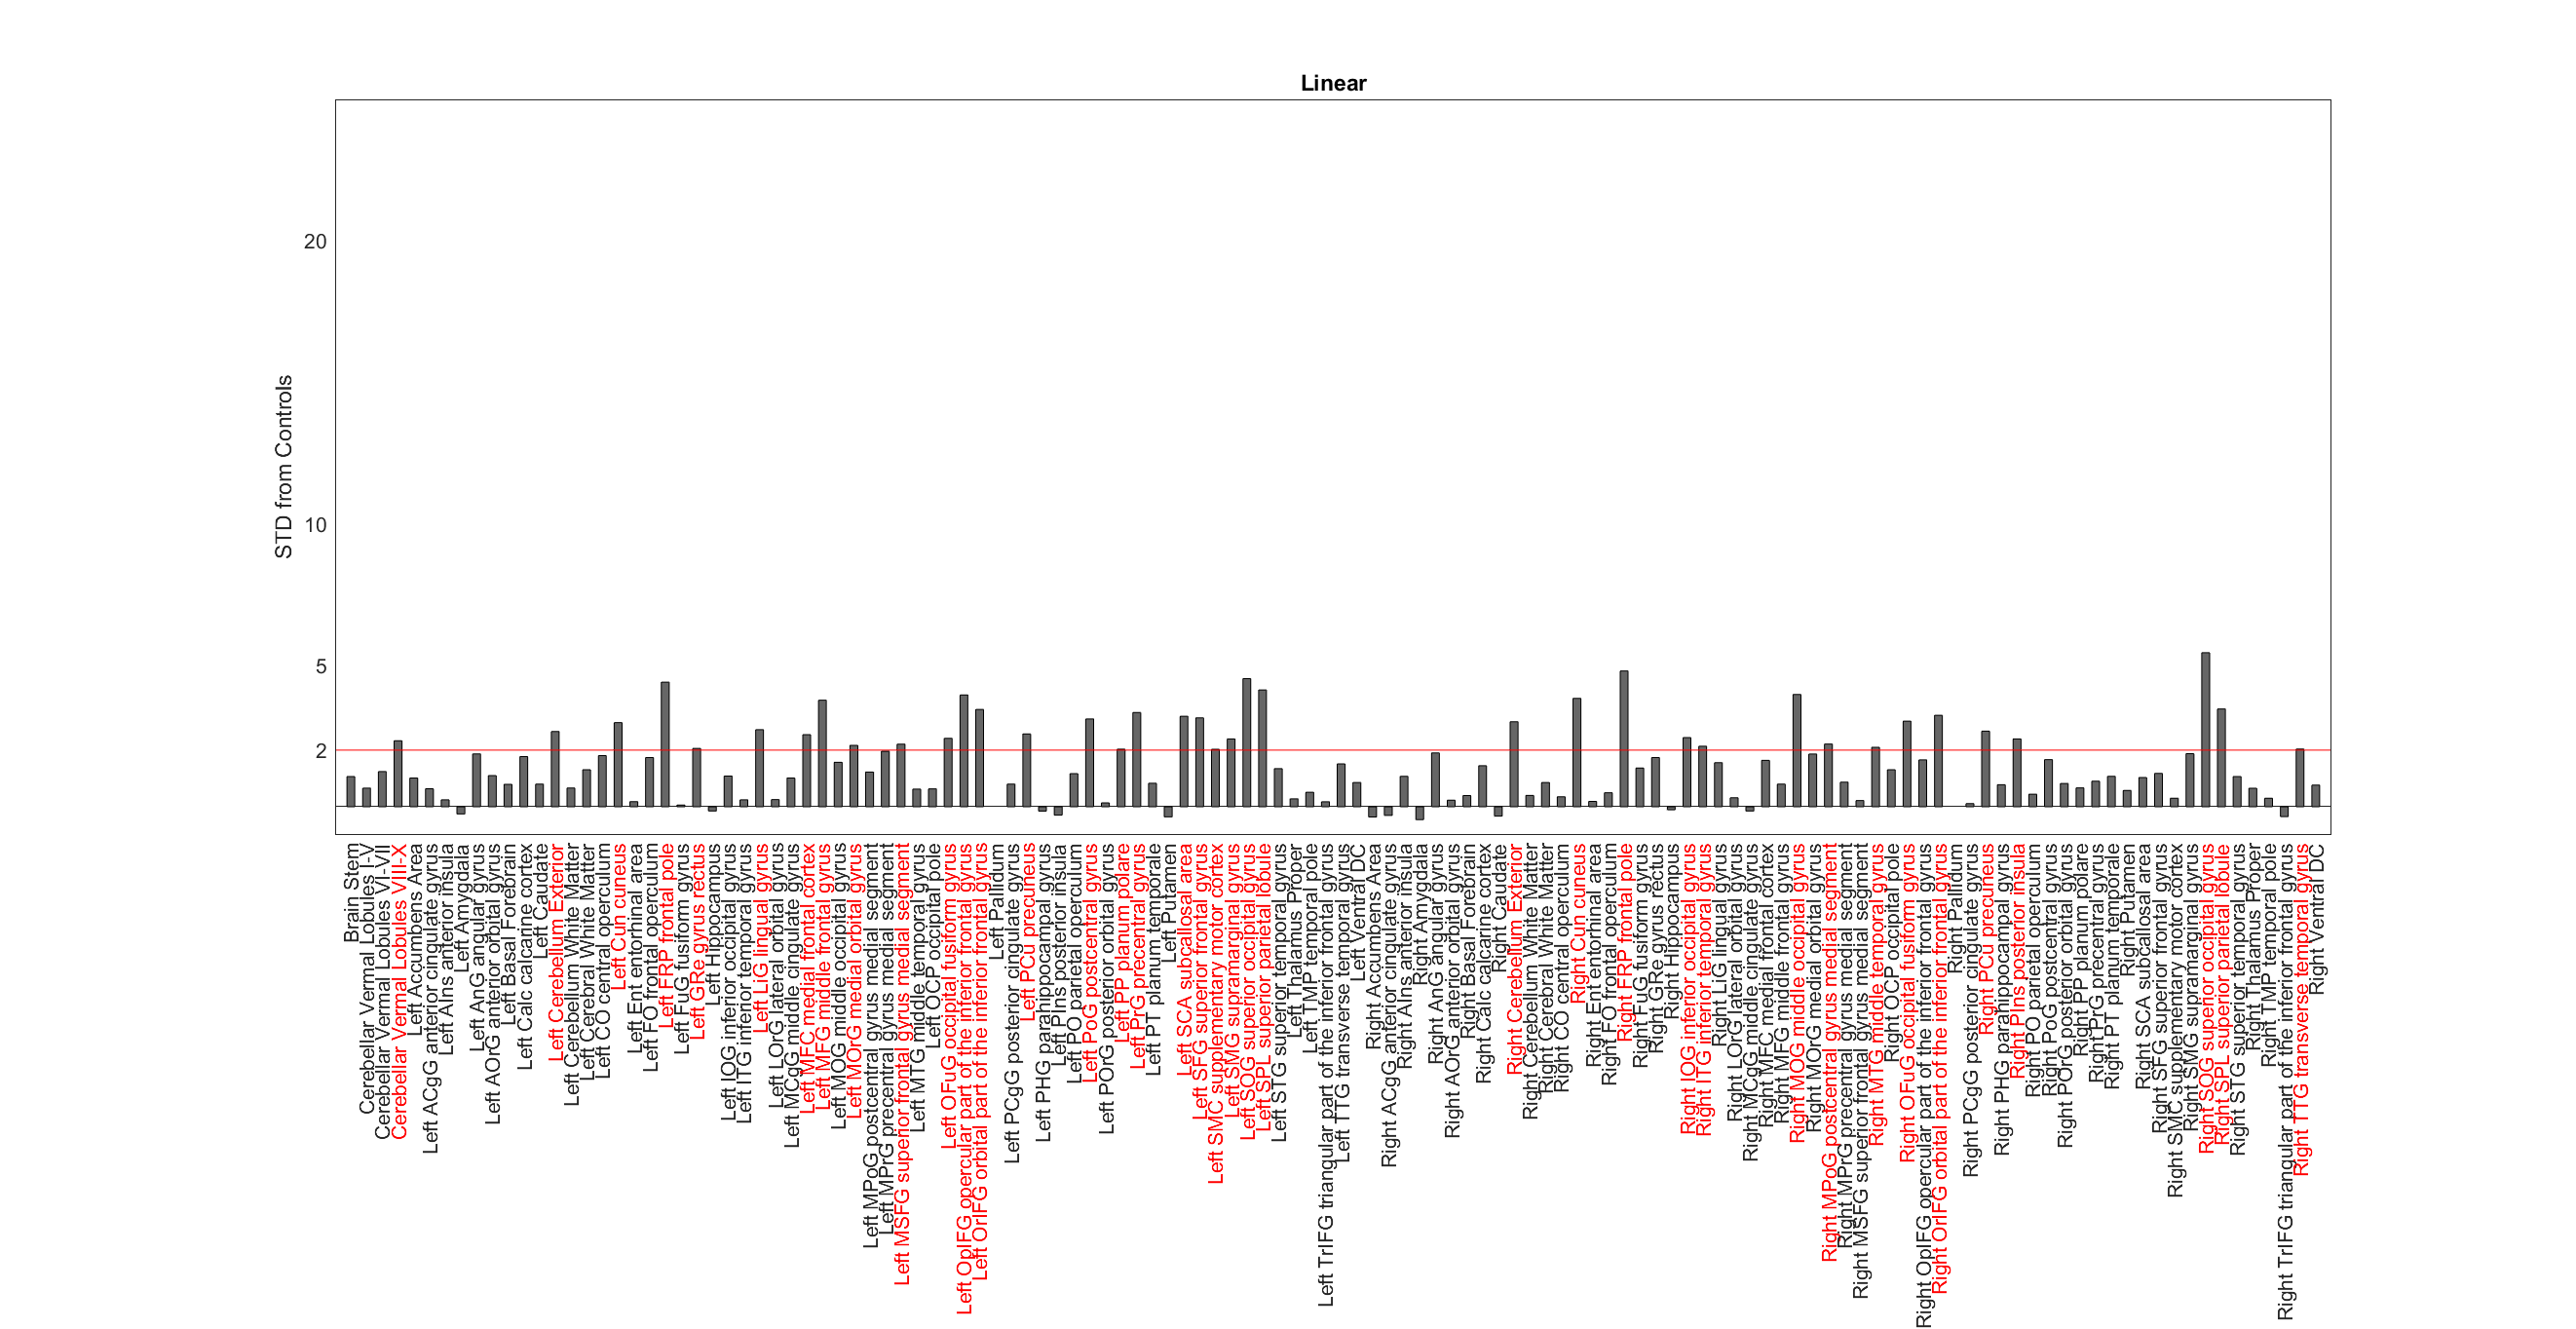 Linear
STD from Controls
20
10
5
2
Brain Stem
Cerebellar Vermal Lobules I-V
Cerebellar Vermal Lobules VI-VII
Cerebellar Vermal Lobules VIII-X
Left Accumbens Area
Left ACgG anterior cingulate gyrus
Left AIns anterior insula
Left Amygdala
Left AnG angular gyrus
Left AOrG anterior orbital gyrus
Left Basal Forebrain
Left Calc calcarine cortex
Left Caudate
Left Cerebellum Exterior
Left Cerebellum White Matter
Left Cerebral White Matter
Left CO central operculum
Left Cun cuneus
Left Ent entorhinal area
Left FO frontal operculum
Left FRP frontal pole
Left FuG fusiform gyrus
Left GRe gyrus rectus
Left Hippocampus
Left IOG inferior occipital gyrus
Left ITG inferior temporal gyrus
Left LiG lingual gyrus
Left LOrG lateral orbital gyrus
Left MCgG middle cingulate gyrus
Left MFC medial frontal cortex
Left MFG middle frontal gyrus
Left MOG middle occipital gyrus
Left MOrG medial orbital gyrus
Left MPoG postcentral gyrus medial segment
Left MPrG precentral gyrus medial segment
Left MSFG superior frontal gyrus medial segment
Left MTG middle temporal gyrus
Left OCP occipital pole
Left OFuG occipital fusiform gyrus
Left OpIFG opercular part of the inferior frontal gyrus
Left OrIFG orbital part of the inferior frontal gyrus
Left Pallidum
Left PCgG posterior cingulate gyrus
Left PCu precuneus
Left PHG parahippocampal gyrus
Left PIns posterior insula
Left PO parietal operculum
Left PoG postcentral gyrus
Left POrG posterior orbital gyrus
Left PP planum polare
Left PrG precentral gyrus
Left PT planum temporale
Left Putamen
Left SCA subcallosal area
Left SFG superior frontal gyrus
Left SMC supplementary motor cortex
Left SMG supramarginal gyrus
Left SOG superior occipital gyrus
Left SPL superior parietal lobule
Left STG superior temporal gyrus
Left Thalamus Proper
Left TMP temporal pole
Left TrIFG triangular part of the inferior frontal gyrus
Left TTG transverse temporal gyrus
Left Ventral DC
Right Accumbens Area
Right ACgG anterior cingulate gyrus
Right AIns anterior insula
Right Amygdala
Right AnG angular gyrus
Right AOrG anterior orbital gyrus
Right Basal Forebrain
Right Calc calcarine cortex
Right Caudate
Right Cerebellum Exterior
Right Cerebellum White Matter
Right Cerebral White Matter
Right CO central operculum
Right Cun cuneus
Right Ent entorhinal area
Right FO frontal operculum
Right FRP frontal pole
Right FuG fusiform gyrus
Right GRe gyrus rectus
Right Hippocampus
Right IOG inferior occipital gyrus
Right ITG inferior temporal gyrus
Right LiG lingual gyrus
Right LOrG lateral orbital gyrus
Right MCgG middle cingulate gyrus
Right MFC medial frontal cortex
Right MFG middle frontal gyrus
Right MOG middle occipital gyrus
Right MOrG medial orbital gyrus
Right MPoG postcentral gyrus medial segment
Right MPrG precentral gyrus medial segment
Right MSFG superior frontal gyrus medial segment
Right MTG middle temporal gyrus
Right OCP occipital pole
Right OFuG occipital fusiform gyrus
Right OpIFG opercular part of the inferior frontal gyrus
Right OrIFG orbital part of the inferior frontal gyrus
Right Pallidum
Right PCgG posterior cingulate gyrus
Right PCu precuneus
Right PHG parahippocampal gyrus
Right PIns posterior insula
Right PO parietal operculum
Right PoG postcentral gyrus
Right POrG posterior orbital gyrus
Right PP planum polare
Right PrG precentral gyrus
Right PT planum temporale
Right Putamen
Right SCA subcallosal area
Right SFG superior frontal gyrus
Right SMC supplementary motor cortex
Right SMG supramarginal gyrus
Right SOG superior occipital gyrus
Right SPL superior parietal lobule
Right STG superior temporal gyrus
Right Thalamus Proper
Right TMP temporal pole
Right TrIFG triangular part of the inferior frontal gyrus
Right TTG transverse temporal gyrus
Right Ventral DC